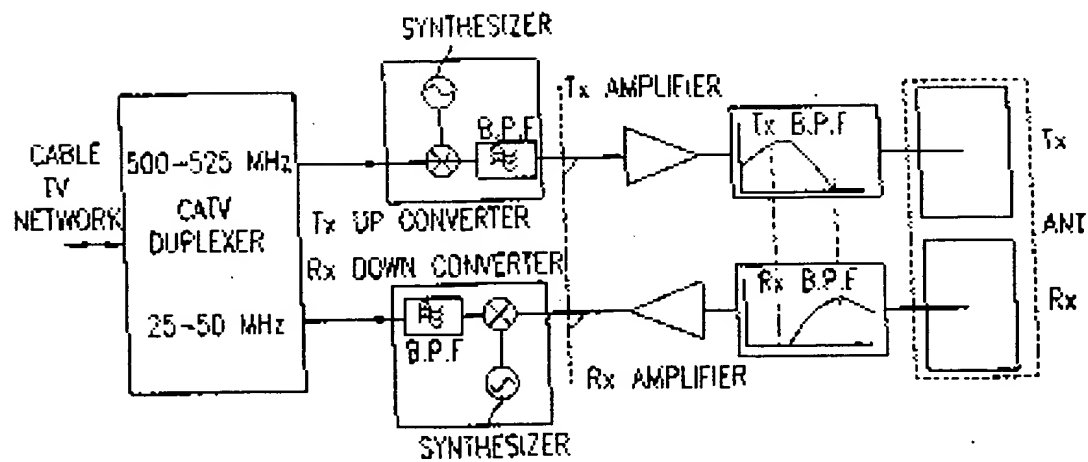 SYNTHESIZER
Tx AMPLIFIER
B.P.F
Tx B.P.F
Tx
CABLE
TV
NETWORK
500-525 MHz
CATV
DUPLEXER
25-50 MHz
Tx UP CONVERTER
Rx DOWN CONVERTER
ANT
Rx B.P.F
Rx
B.P.F
Rx AMPLIFIER
SYNTHESIZER